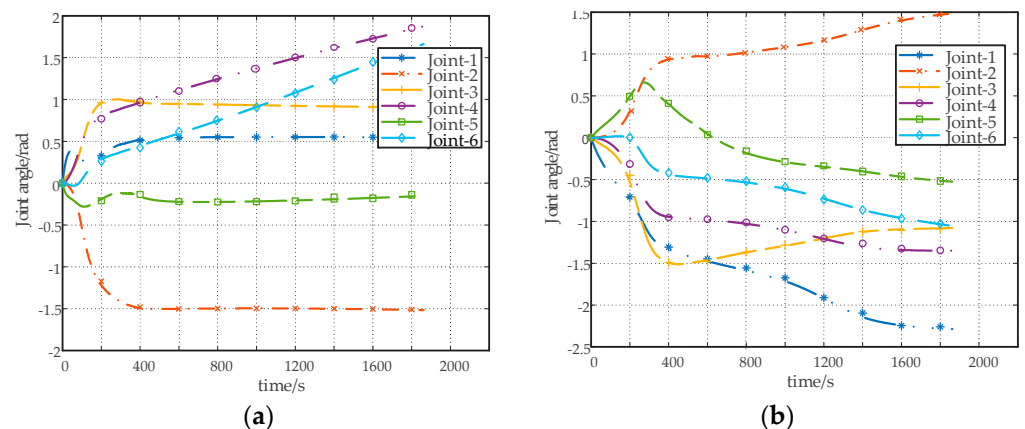 2
1.5
1
0.5
0
-0.5
-1
-1.5
-2
Joint angle/rad
0 400 800 1200 1600 2000
time/s
Joint-1
Joint-2
Joint-3
Joint-4
Joint-5
Joint-6
(a)
1.5
1
0.5
0
-0.5
-1
-1.5
-2
-2.5
Joint angle/rad
0 400 800 1200 1600 2000
time/s
Joint-1
Joint-2
Joint-3
Joint-4
Joint-5
Joint-6
(b)